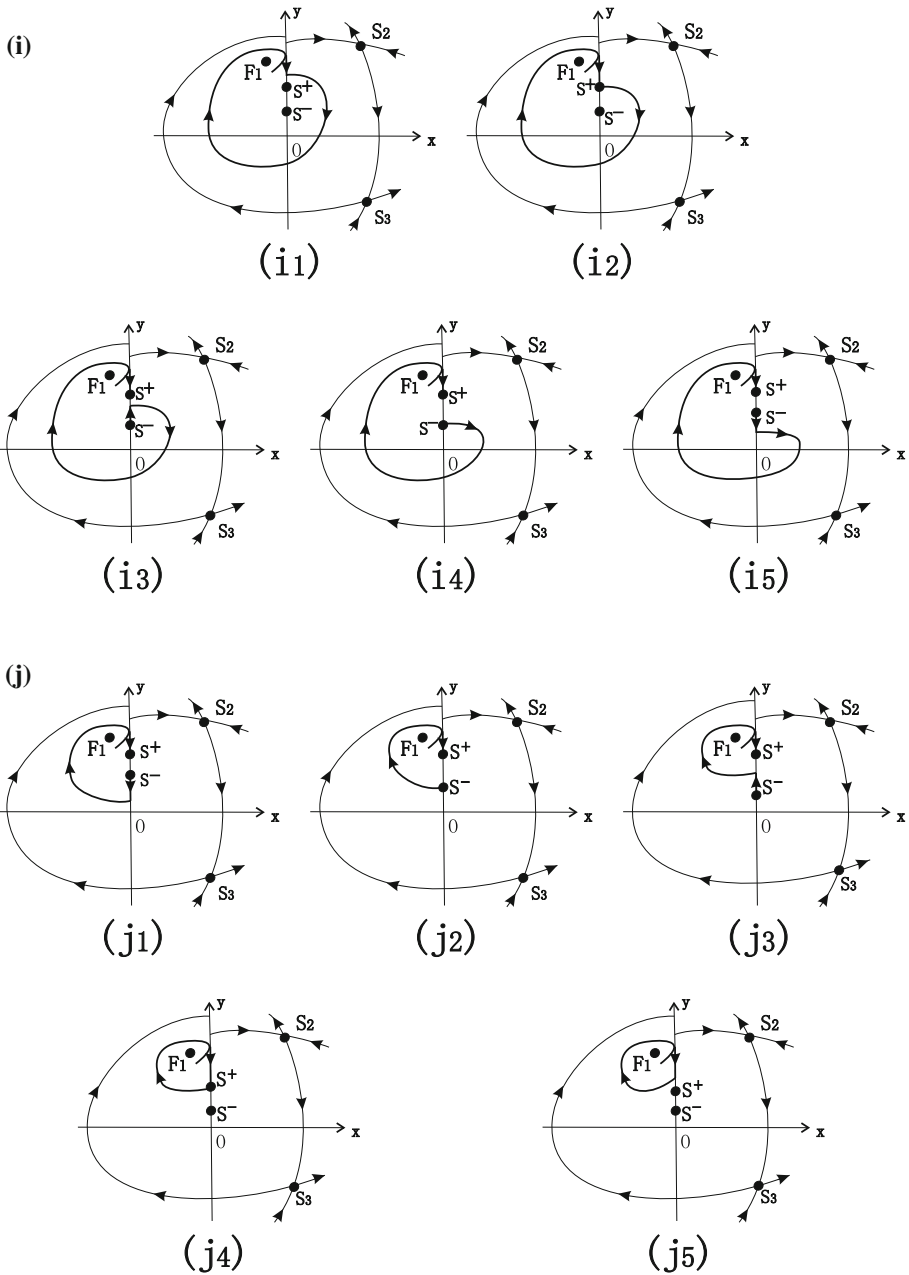 (i)
y
S2
F1
S+
S−
x
0
S3
(i1)
y
S2
F1
S+
S−
x
0
S3
(i2)
y
S2
F1
S+
S−
x
0
S3
(i3)
y
S2
F1
S+
S−
x
0
S3
(i4)
y
S2
F1
S+
S−
x
0
S3
(i5)
(j)
y
S2
F1
S+
S−
x
0
S3
(j1)
y
S2
F1
S+
S−
x
0
S3
(j2)
y
S2
F1
S+
S−
x
0
S3
(j3)
y
S2
F1
S+
S−
x
0
S3
(j4)
y
S2
F1
S+
S−
x
0
S3
(j5)